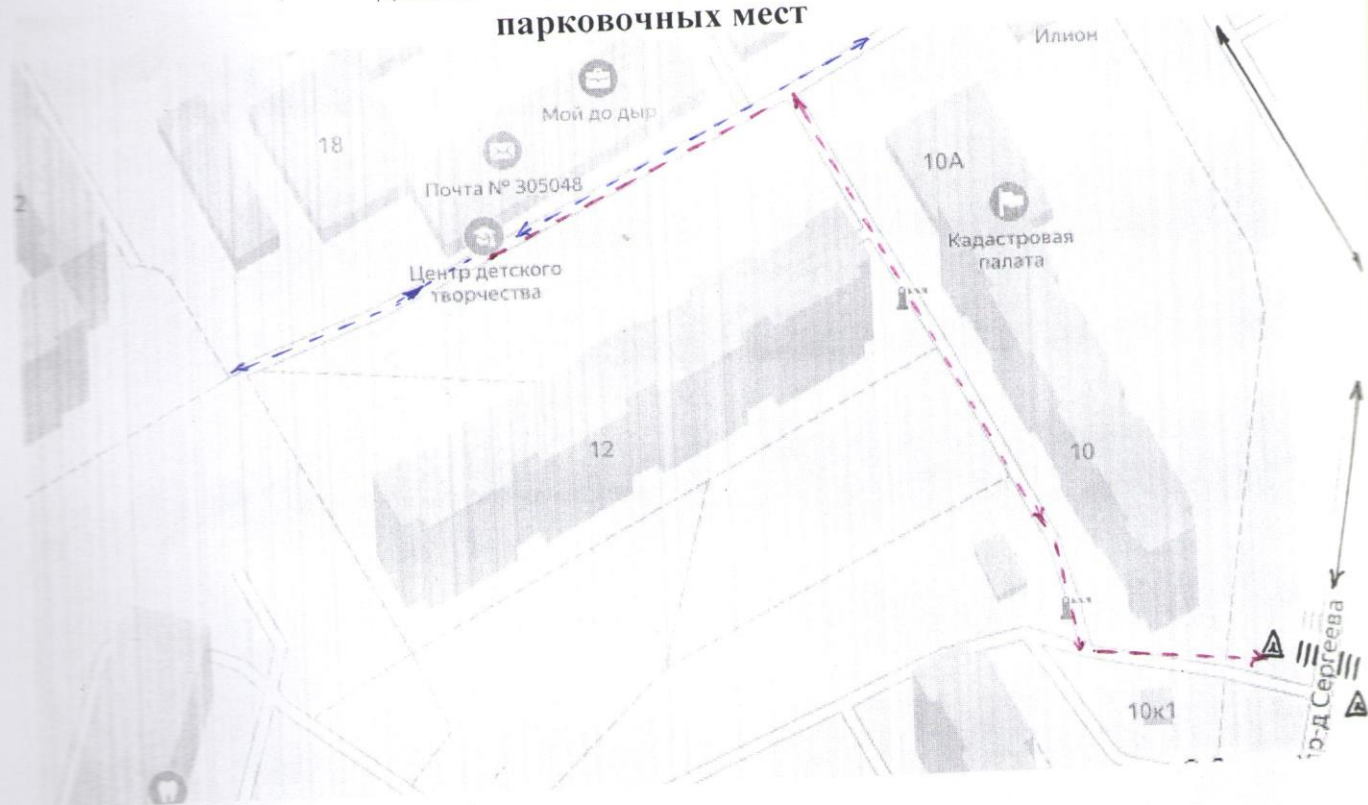 парковочных мест
Илион
Мой до дыр
18
10А
Почта № 305048
2
Кадастровая
палата
Центр детского
творчества
12
10
р-д Сергеева
10к1